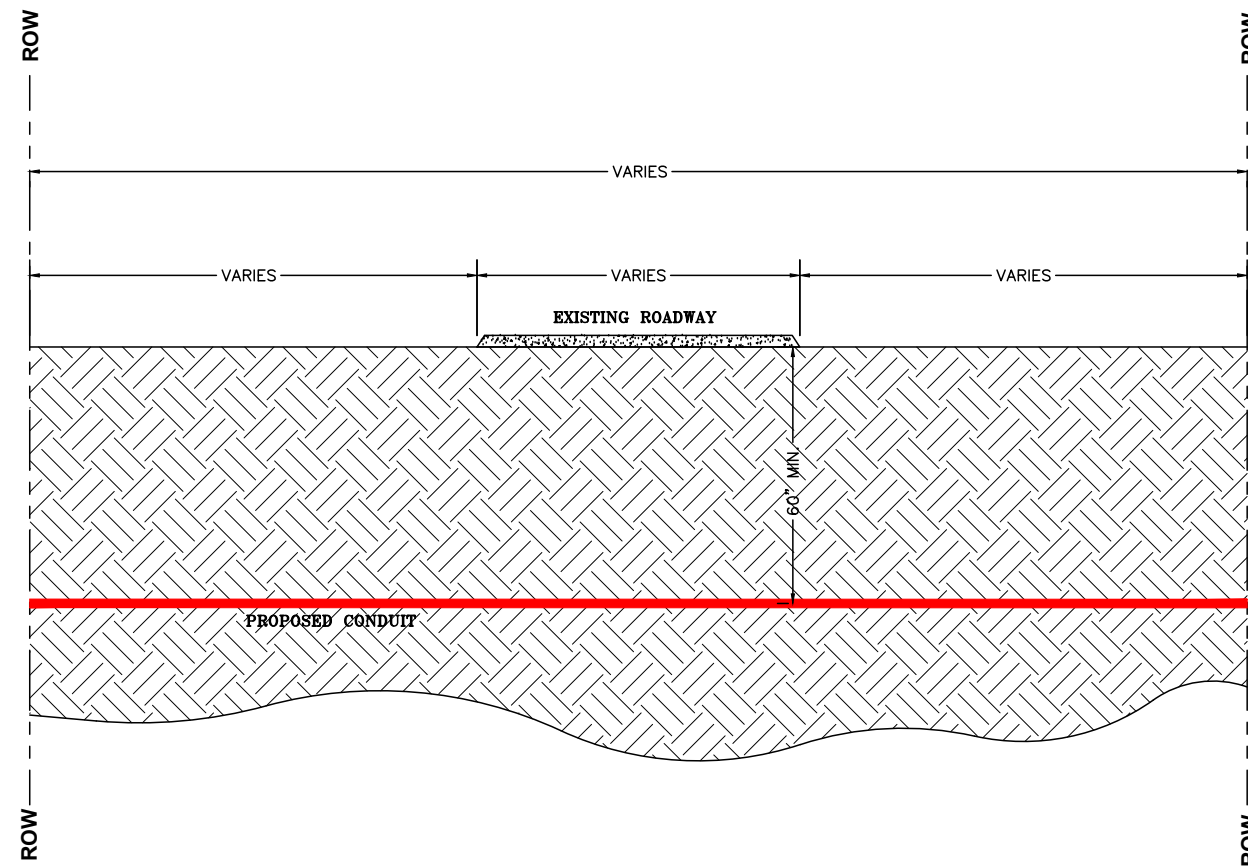 ROW
ROW
VARIES
VARIES
VARIES
VARIES
EXISTING ROADWAY
60" MIN.
PROPOSED CONDUIT
ROW
ROW